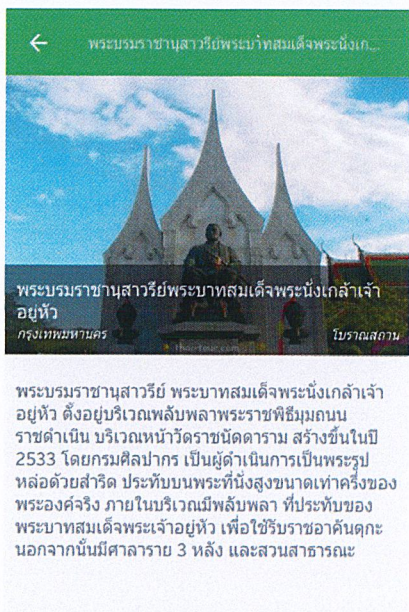 พระบรมราชานุสาวรีย์พระบาทสมเด็จพระนั่งเก...
พระบรมราชานุสาวรีย์พระบาทสมเด็จพระนั่งเกล้าเจ้า
อยู่หัว
กรุงเทพมหานคร
โบราณสถาน
thai-tour.com
พระบรมราชานุสาวรีย์ พระบาทสมเด็จพระนั่งเกล้าเจ้า
อยู่หัว ตั้งอยู่บริเวณพลับพลาพระราชพิธีมุมถนน
ราชดำเนิน บริเวณหน้าวัดราชนัดดาราม สร้างขึ้นในปี
2533 โดยกรมศิลปากร เป็นผู้ดำเนินการเป็นพระรูป
หล่อด้วยสำริด ประทับบนพระที่นั่งสูงขนาดเท่าครึ่งของ
พระองค์จริง ภายในบริเวณมีพลับพลา ที่ประทับของ
พระบาทสมเด็จพระเจ้าอยู่หัว เพื่อใช้รับราชอาคันตุกะ
นอกจากนั้นมีศาลาราย 3 หลัง และสวนสาธารณะ